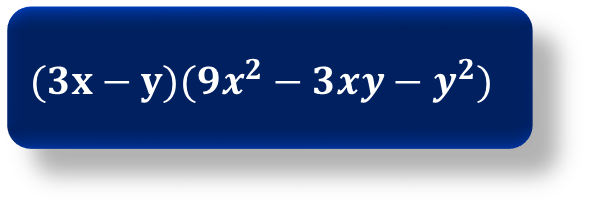 (3x − y)(9x² − 3xy − y²)